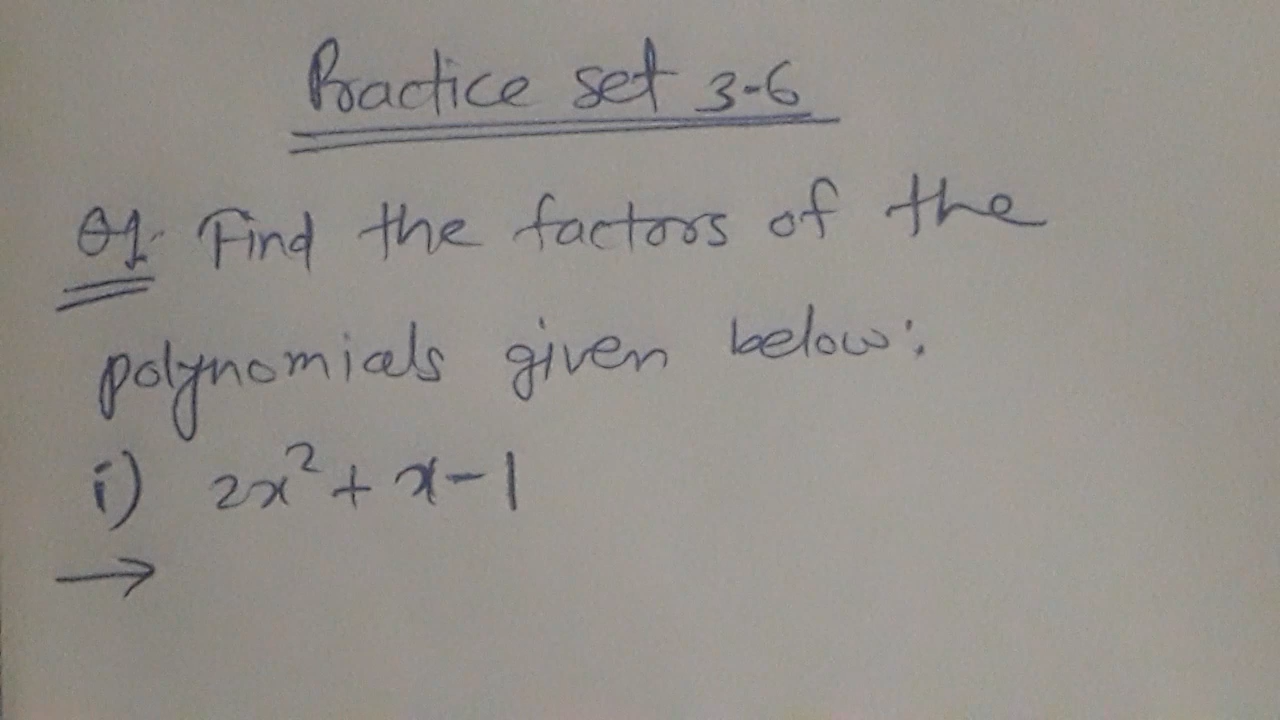 Practice set 3-6
Q1. Find the factors of the
polynomials given below:
i) 2x² + x - 1
→